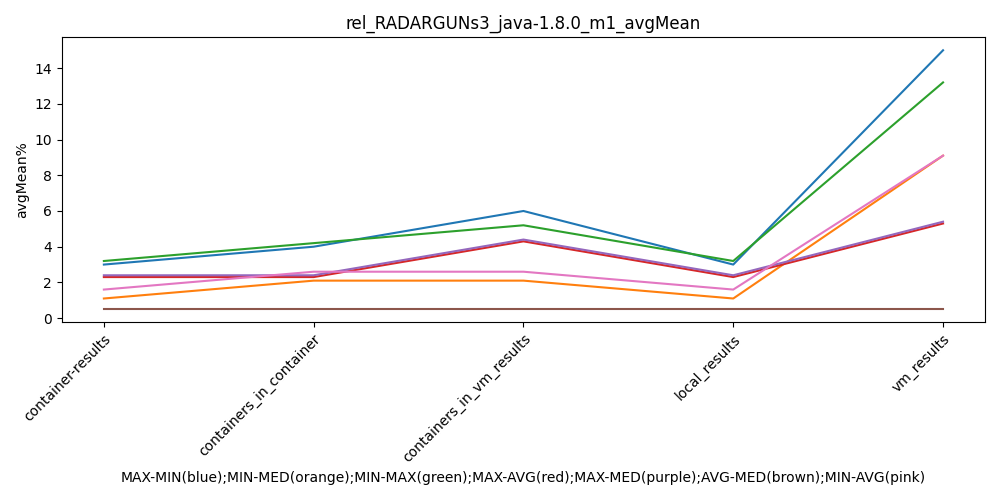 rel_RADARGUNs3_java-1.8.0_m1_avgMean
avgMean%
14
12
10
8
6
4
2
0
container-results
containers_in_container
containers_in_vm_results
local_results
vm_results
MAX-MIN(blue);MIN-MED(orange);MIN-MAX(green);MAX-AVG(red);MAX-MED(purple);AVG-MED(brown);MIN-AVG(pink)